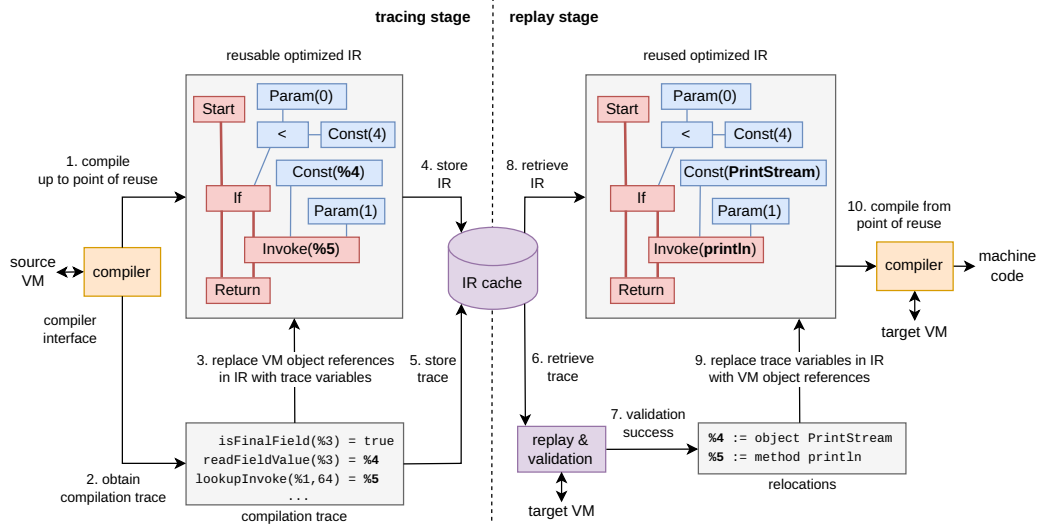 tracing stage
replay stage
reusable optimized IR
Start
Param(0)
<
Const(4)
Const(%4)
If
Param(1)
Invoke(%5)
Return
1. compile
up to point of reuse
source
VM
compiler
compiler
interface
2. obtain
compilation trace
3. replace VM object references
in IR with trace variables
isFinalField(%3) = true
readFieldValue(%3) = %4
lookupInvoke(%1,64) = %5
...
compilation trace
4. store
IR
IR cache
5. store
trace
8. retrieve
IR
6. retrieve
trace
replay &
validation
target VM
7. validation
success
%4 := object PrintStream
%5 := method println
relocations
9. replace trace variables in IR
with VM object references
reused optimized IR
Start
Param(0)
<
Const(4)
Const(PrintStream)
If
Param(1)
Invoke(println)
Return
10. compile from
point of reuse
compiler
machine
code
target VM